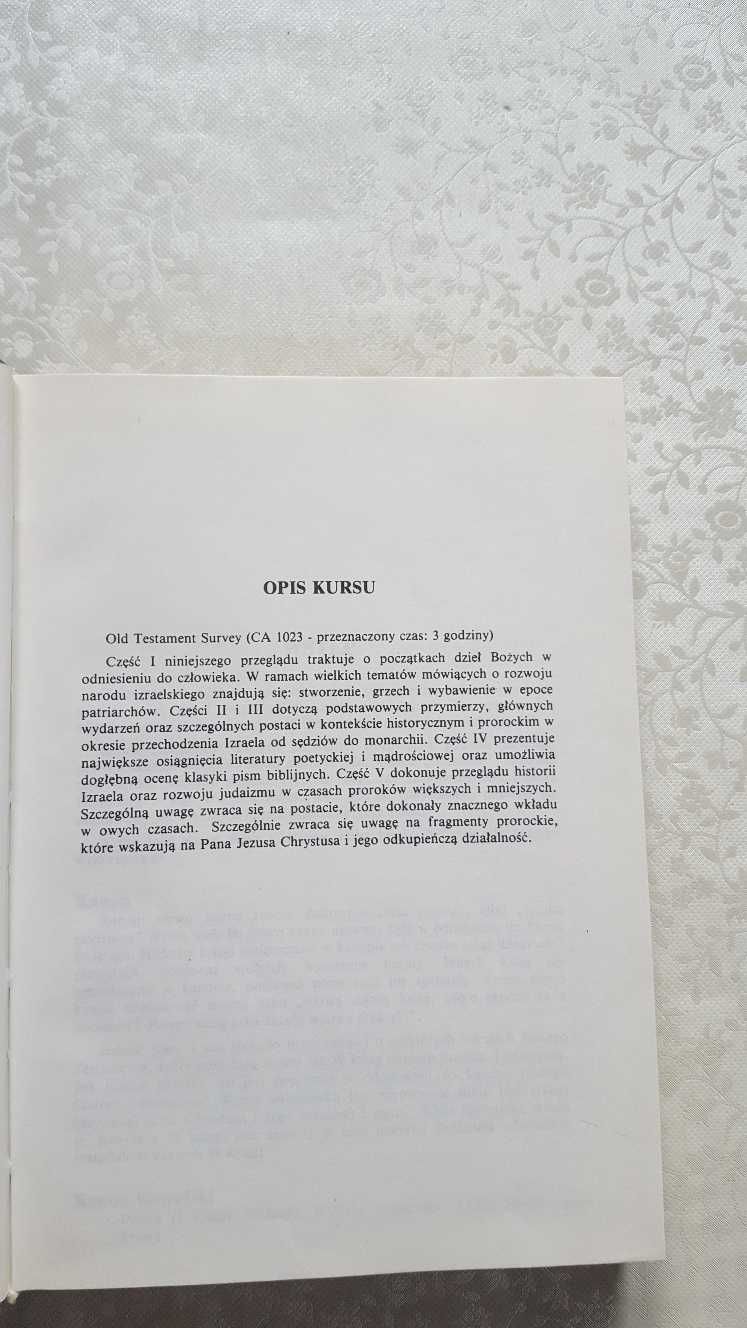 OPIS KURSU
Old Testament Survey (CA 1023 - przeznaczony czas: 3 godziny)
Część I niniejszego przeglądu traktuje o początkach dzieł Bożych w
odniesieniu do człowieka. W ramach wielkich tematów mówiących o rozwoju
narodu izraelskiego znajdują się: stworzenie, grzech i wybawienie w epoce
patriarchów. Części II i III dotyczą podstawowych przymierzy, głównych
wydarzeń oraz szczególnych postaci w kontekście historycznym i prorockim w
okresie przechodzenia Izraela od sędziów do monarchii. Część IV prezentuje
największe osiągnięcia literatury poetyckiej i mądrościowej oraz umożliwia
dogłębną ocenę klasyki pism biblijnych. Część V dokonuje przeglądu historii
Izraela oraz rozwoju judaizmu w czasach proroków większych i mniejszych.
Szczególną uwagę zwraca się na postacie, które dokonały znacznego wkładu
w owych czasach. Szczególnie zwraca się uwagę na fragmenty prorockie,
które wskazują na Pana Jezusa Chrystusa i jego odkupieńczą działalność.